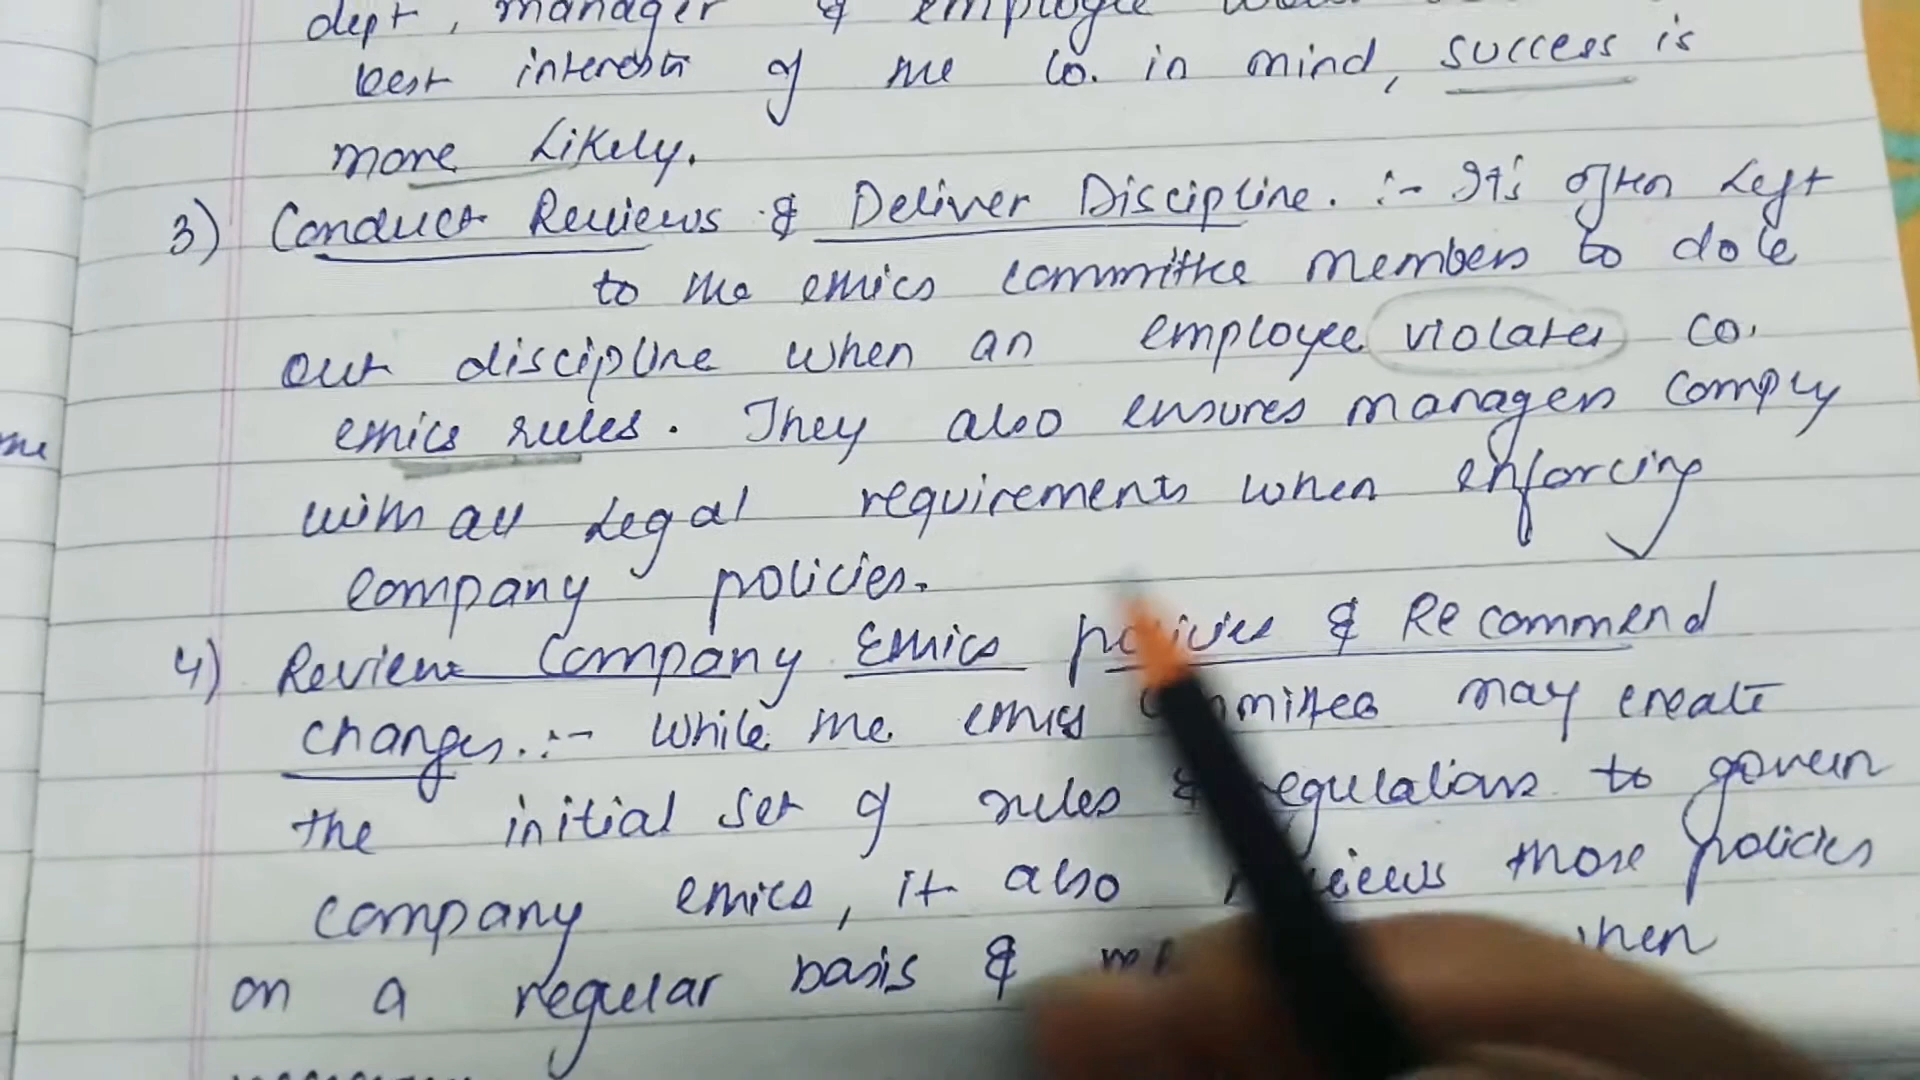 dept, manager & employee
best interests of the Co. in mind, success is
more Likely.
3) Conduct Reviews & Deliver Discipline. :- It's often Left
to the ethics committee members to dole
out discipline when an employee violates co.
ethics rules. They also ensures managers comply
with all Legal requirements when enforcing
company policies.
4) Review Company Ethics policies & Recommend
changes. :- While the ethics committee may create
the initial set of rules & regulations to govern
company ethics, it also reviews those policies
on a regular basis & when